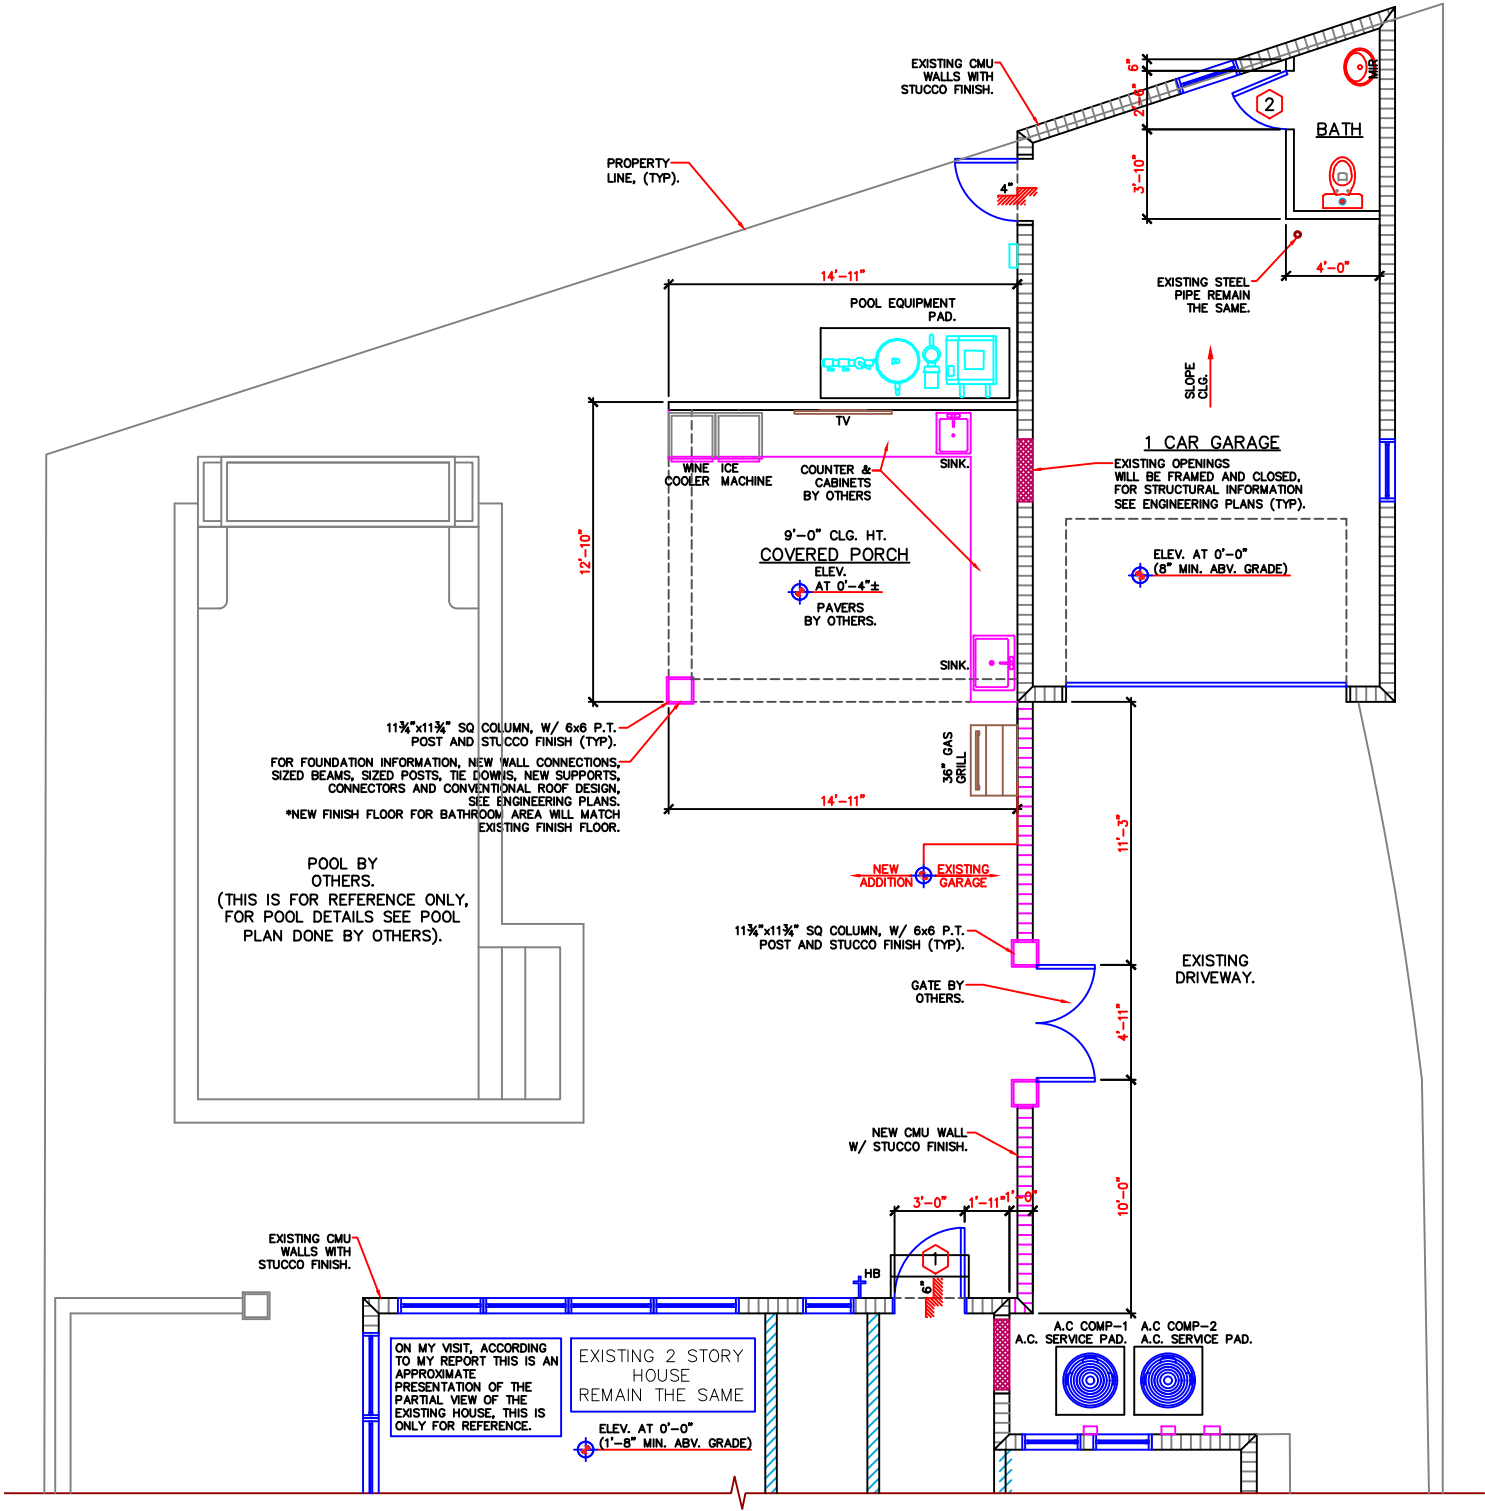 EXISTING CMU
WALLS WITH
STUCCO FINISH.
6"
2'-6"
2
MIR
BATH
3'-10"
PROPERTY
LINE, (TYP).
4"
4'-0"
14'-11"
EXISTING STEEL
PIPE REMAIN
THE SAME.
POOL EQUIPMENT
PAD.
SLOPE
CLG.
TV
1 CAR GARAGE
SINK.
WINE
COOLER
ICE
MACHINE
COUNTER &
CABINETS
BY OTHERS
EXISTING OPENINGS
WILL BE FRAMED AND CLOSED,
FOR STRUCTURAL INFORMATION
SEE ENGINEERING PLANS (TYP).
12'-10"
9'-0" CLG. HT.
COVERED PORCH
ELEV.
AT 0'-4"±
PAVERS
BY OTHERS.
ELEV. AT 0'-0"
(8" MIN. ABV. GRADE)
SINK.
11¾"x11¾" SQ COLUMN, W/ 6x6 P.T.
POST AND STUCCO FINISH (TYP).
FOR FOUNDATION INFORMATION, NEW WALL CONNECTIONS,
SIZED BEAMS, SIZED POSTS, TIE DOWNS, NEW SUPPORTS,
CONNECTORS AND CONVENTIONAL ROOF DESIGN,
SEE ENGINEERING PLANS.
*NEW FINISH FLOOR FOR BATHROOM AREA WILL MATCH
EXISTING FINISH FLOOR.
36" GAS
GRILL
14'-11"
11'-3"
POOL BY
OTHERS.
(THIS IS FOR REFERENCE ONLY,
FOR POOL DETAILS SEE POOL
PLAN DONE BY OTHERS).
NEW
ADDITION
EXISTING
GARAGE
11¾"x11¾" SQ COLUMN, W/ 6x6 P.T.
POST AND STUCCO FINISH (TYP).
EXISTING
DRIVEWAY.
GATE BY
OTHERS.
4'-11"
NEW CMU WALL
W/ STUCCO FINISH.
10'-0"
3'-0"
1'-11"
1'-0"
EXISTING CMU
WALLS WITH
STUCCO FINISH.
1
HB
6"
A.C COMP-1
A.C. SERVICE PAD.
A.C COMP-2
A.C. SERVICE PAD.
ON MY VISIT, ACCORDING
TO MY REPORT THIS IS AN
APPROXIMATE
PRESENTATION OF THE
PARTIAL VIEW OF THE
EXISTING HOUSE, THIS IS
ONLY FOR REFERENCE.
EXISTING 2 STORY
HOUSE
REMAIN THE SAME
ELEV. AT 0'-0"
(1'-8" MIN. ABV. GRADE)